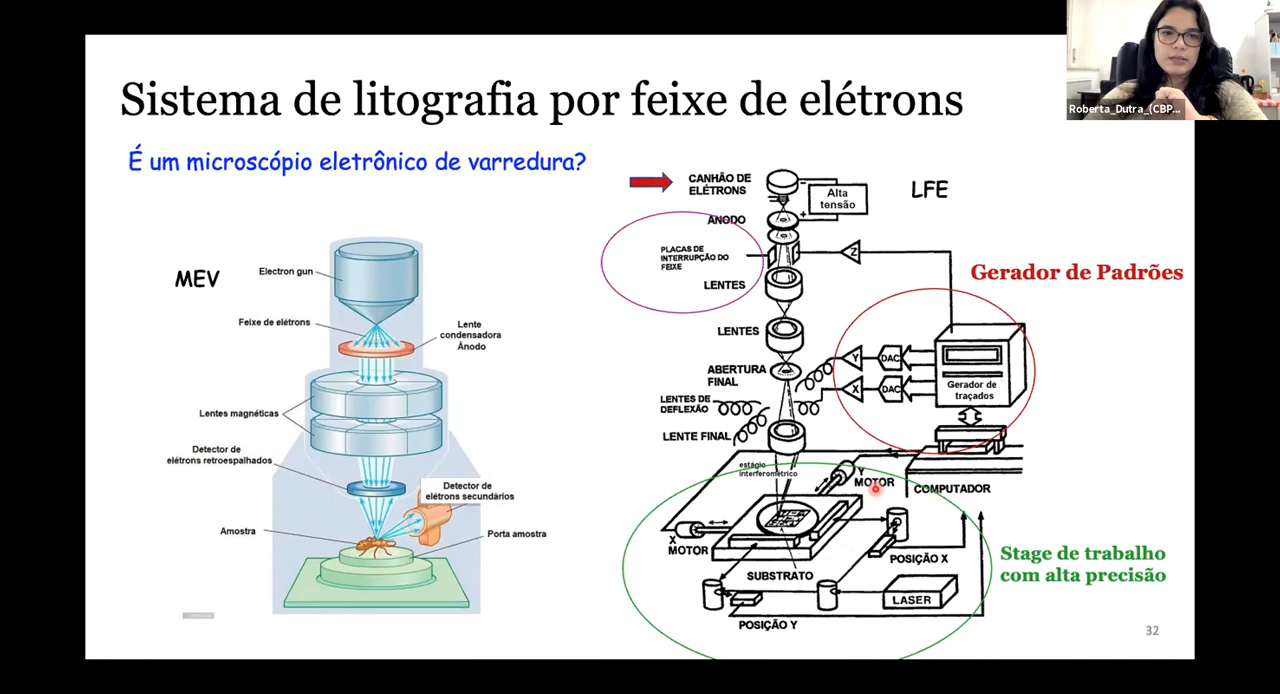 Roberta_Dutra_(CBP...
Sistema de litografia por feixe de elétrons
É um microscópio eletrônico de varredura?
MEV
Electron gun
Feixe de elétrons
Lente
condensadora
Ânodo
Lentes magnéticas
Detector de
elétrons retroespalhados
Detector de
elétrons secundários
Amostra
Porta amostra
LFE
CANHÃO DE
ELÉTRONS
Alta
tensão
ANODO
PLACAS DE
INTERRUPÇÃO DO
FEIXE
Z
LENTES
Gerador de Padrões
LENTES
ABERTURA
FINAL
Y
DAC
X
DAC
Gerador de
traçados
LENTES DE
DEFLEXÃO
LENTE FINAL
estágio
interferométrico
Y
MOTOR
COMPUTADOR
X
MOTOR
SUBSTRATO
POSIÇÃO X
LASER
POSIÇÃO Y
Stage de trabalho
com alta precisão
32